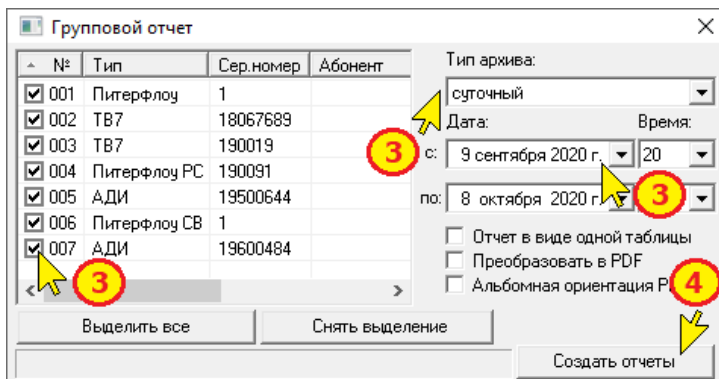 Групповой отчет
№ Тип Сер.номер Абонент
001 Питерфлоу 1
002 ТВ7 18067689
003 ТВ7 190019
004 Питерфлоу РС 190091
005 АДИ 19500644
006 Питерфлоу СВ 1
007 АДИ 19600484
3
Выделить все
Снять выделение
Тип архива:
суточный
3
Дата: Время:
с: 9 сентября 2020 г. 20
3
по: 8 октября 2020 г.
Отчет в виде одной таблицы
Преобразовать в PDF
Альбомная ориентация
4
Создать отчеты